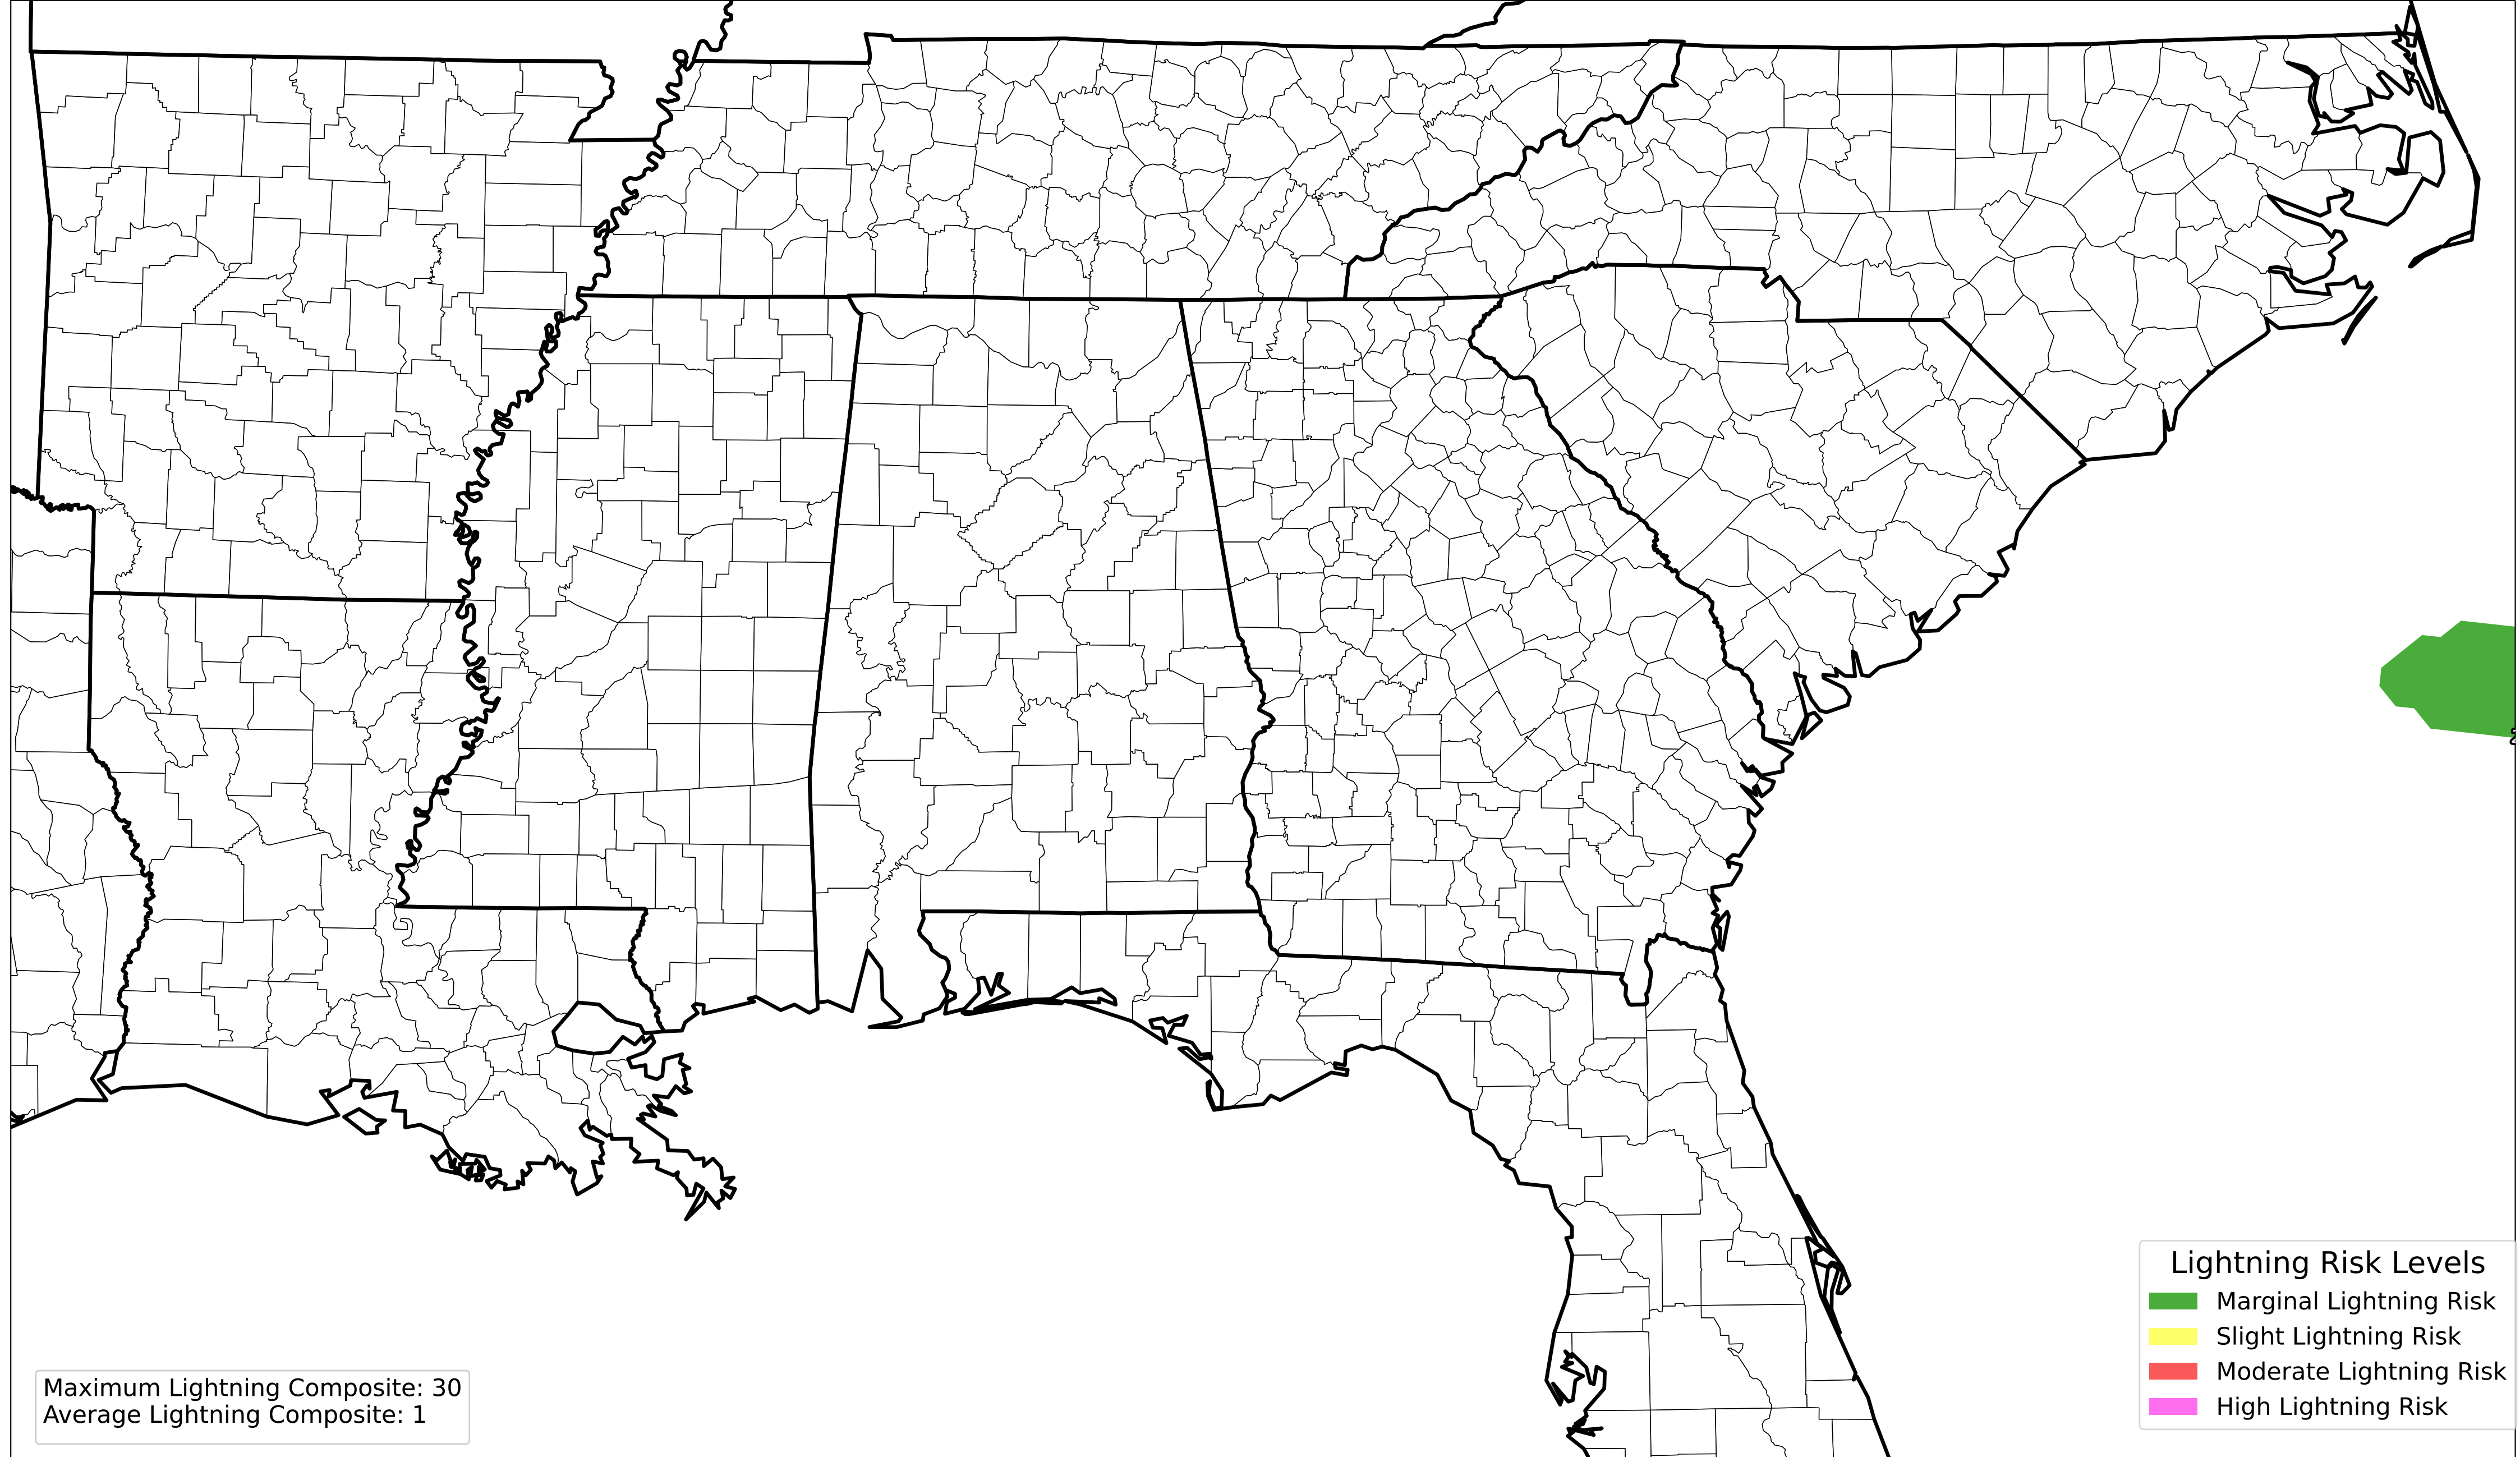 Lightning Risk Levels
Marginal Lightning Risk
Slight Lightning Risk
Moderate Lightning Risk
High Lightning Risk
Maximum Lightning Composite: 30
Average Lightning Composite: 1